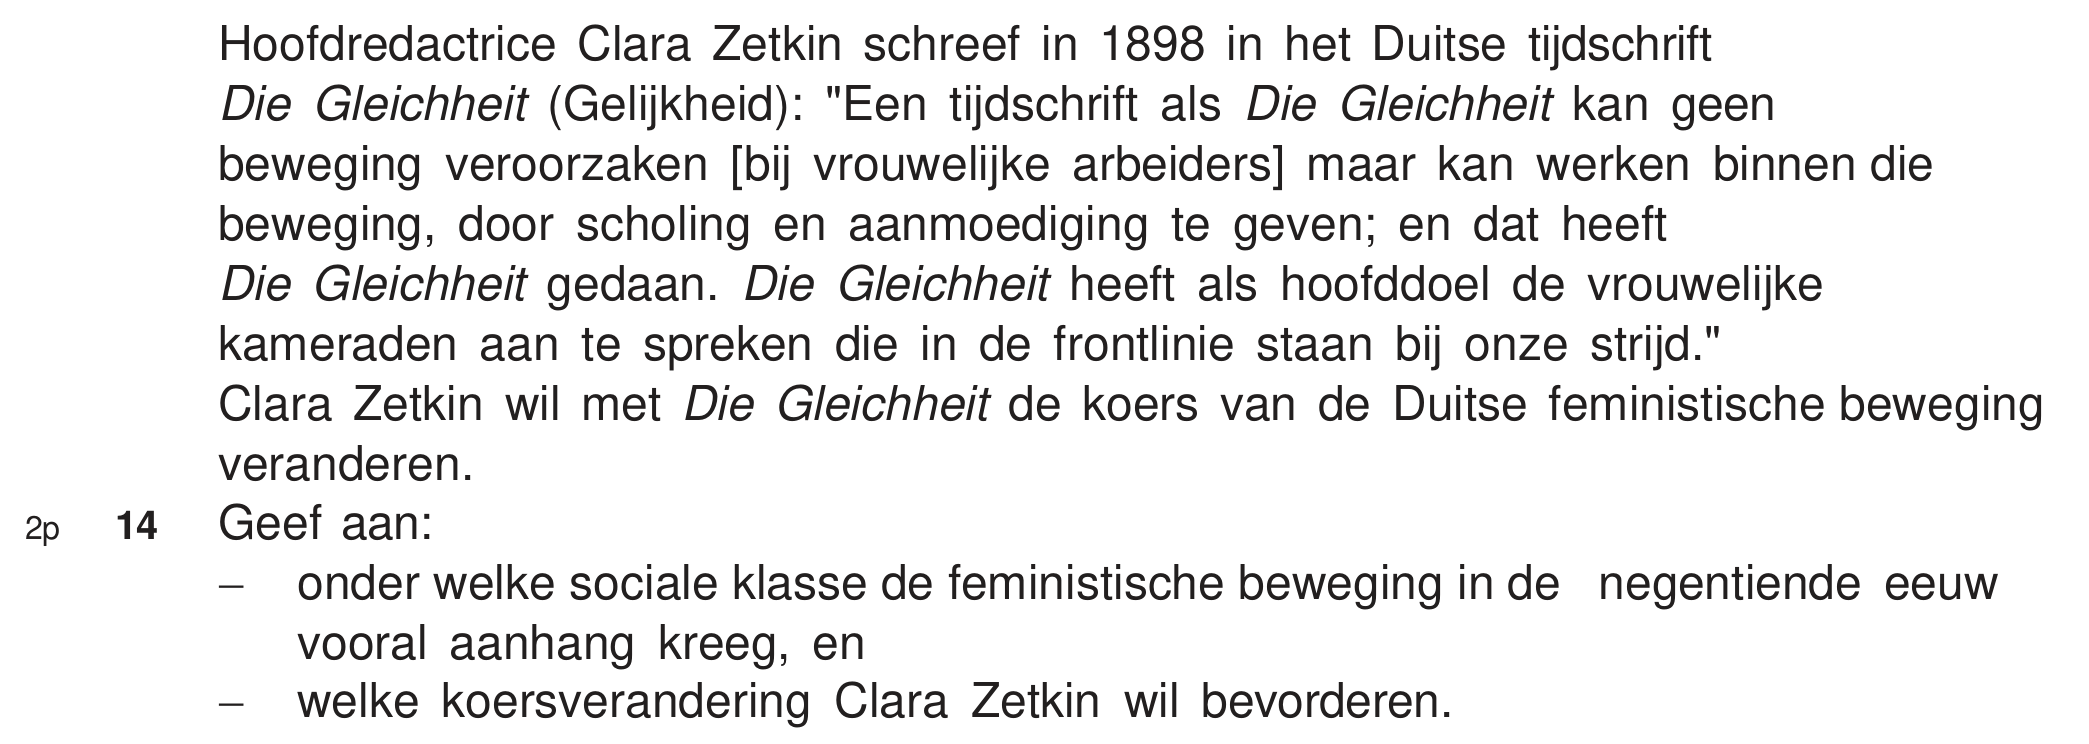 Hoofdredactrice Clara Zetkin schreef in 1898 in het Duitse tijdschrift
Die Gleichheit (Gelijkheid): "Een tijdschrift als Die Gleichheit kan geen
beweging veroorzaken [bij vrouwelijke arbeiders] maar kan werken binnen die
beweging, door scholing en aanmoediging te geven; en dat heeft
Die Gleichheit gedaan. Die Gleichheit heeft als hoofddoel de vrouwelijke
kameraden aan te spreken die in de frontlinie staan bij onze strijd."
Clara Zetkin wil met Die Gleichheit de koers van de Duitse feministische beweging
veranderen.
2p 14 Geef aan:
– onder welke sociale klasse de feministische beweging in de negentiende eeuw
vooral aanhang kreeg, en
– welke koersverandering Clara Zetkin wil bevorderen.